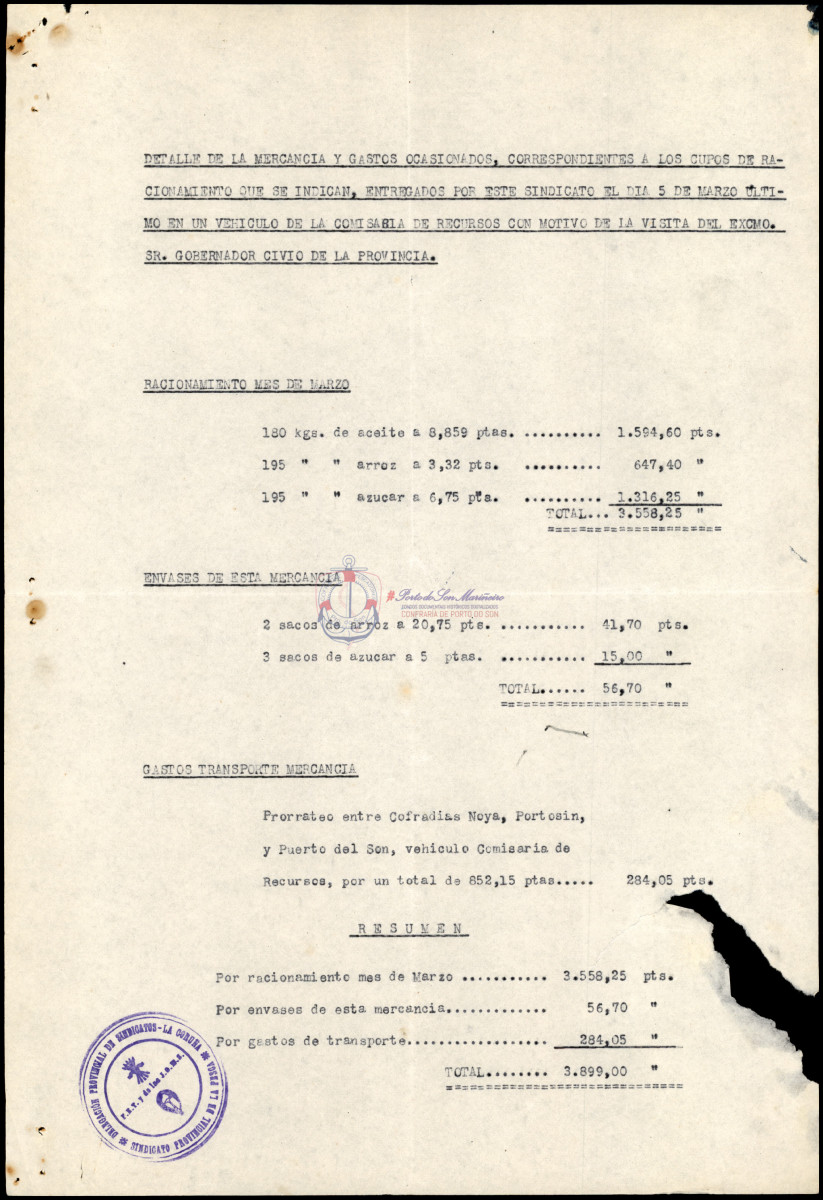 DETALLE DE LA MERCANCIA Y GASTOS OCASIONADOS, CORRESPONDIENTES A LOS CUPOS DE RA-
CIONAMIENTO QUE SE INDICAN, ENTREGADOS POR ESTE SINDICATO EL DIA 5 DE MARZO ULTI-
MO EN UN VEHICULO DE LA COMISARIA DE RECURSOS CON MOTIVO DE LA VISITA DEL EXCMO.
SR. GOBERNADOR CIVIO DE LA PROVINCIA.
RACIONAMIENTO MES DE MARZO
180 kgs. de aceite a 8,859 ptas. .......... 1.594,60 pts.
195 " " arroz a 3,32 pts. .......... 647,40 "
195 " " azucar a 6,75 pta. .......... 1.316,25 "
TOTAL... 3.558,25 "
ENVASES DE ESTA MERCANCIA
Porto do Son Mariñeiro
FONDOS DOCUMENTAIS HISTÓRICOS DIXITALIZADOS
CONFRARÍA DE PORTO DO SON
2 sacos de arroz a 20,75 pts. ........... 41,70 pts.
3 sacos de azucar a 5 ptas. ........... 15,00 "
TOTAL...... 56,70 "
GASTOS TRANSPORTE MERCANCIA
Prorrateo entre Cofradias Noya, Portosin,
y Puerto del Son, vehiculo Comisaria de
Recursos, por un total de 852,15 ptas..... 284,05 pts.
RESUMEN
Por racionamiento mes de Marzo ........... 3.558,25 pts.
Por envases de esta mercancia............. 56,70 "
Por gastos de transporte.................. 284,05 "
TOTAL........ 3.899,00 "
DELEGACIÓN PROVINCIAL DE SINDICATOS-LA CORUÑA
SINDICATO PROVINCIAL DE LA PESCA
F.E.T. y de las J.O.N.S.